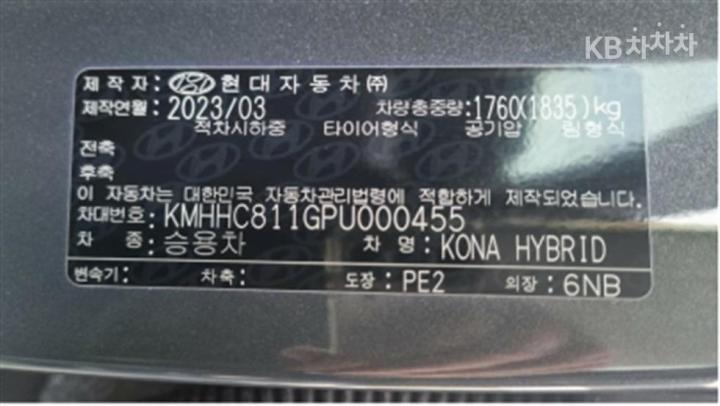 KB차차차
제 작 자 : 현대자동차㈜
제작연월 : 2023/03 차량총중량:1760(1835)kg
적차시하중 타이어형식 공기압 림형식
전축
후축
이 자동차는 대한민국 자동차관리법령에 적합하게 제작되었습니다.
차대번호 : KMHHC811GPU000455
차 종 : 승용차 차 명 : KONA HYBRID
변속기 : 차축 : 도장 : PE2 의장 : 6NB